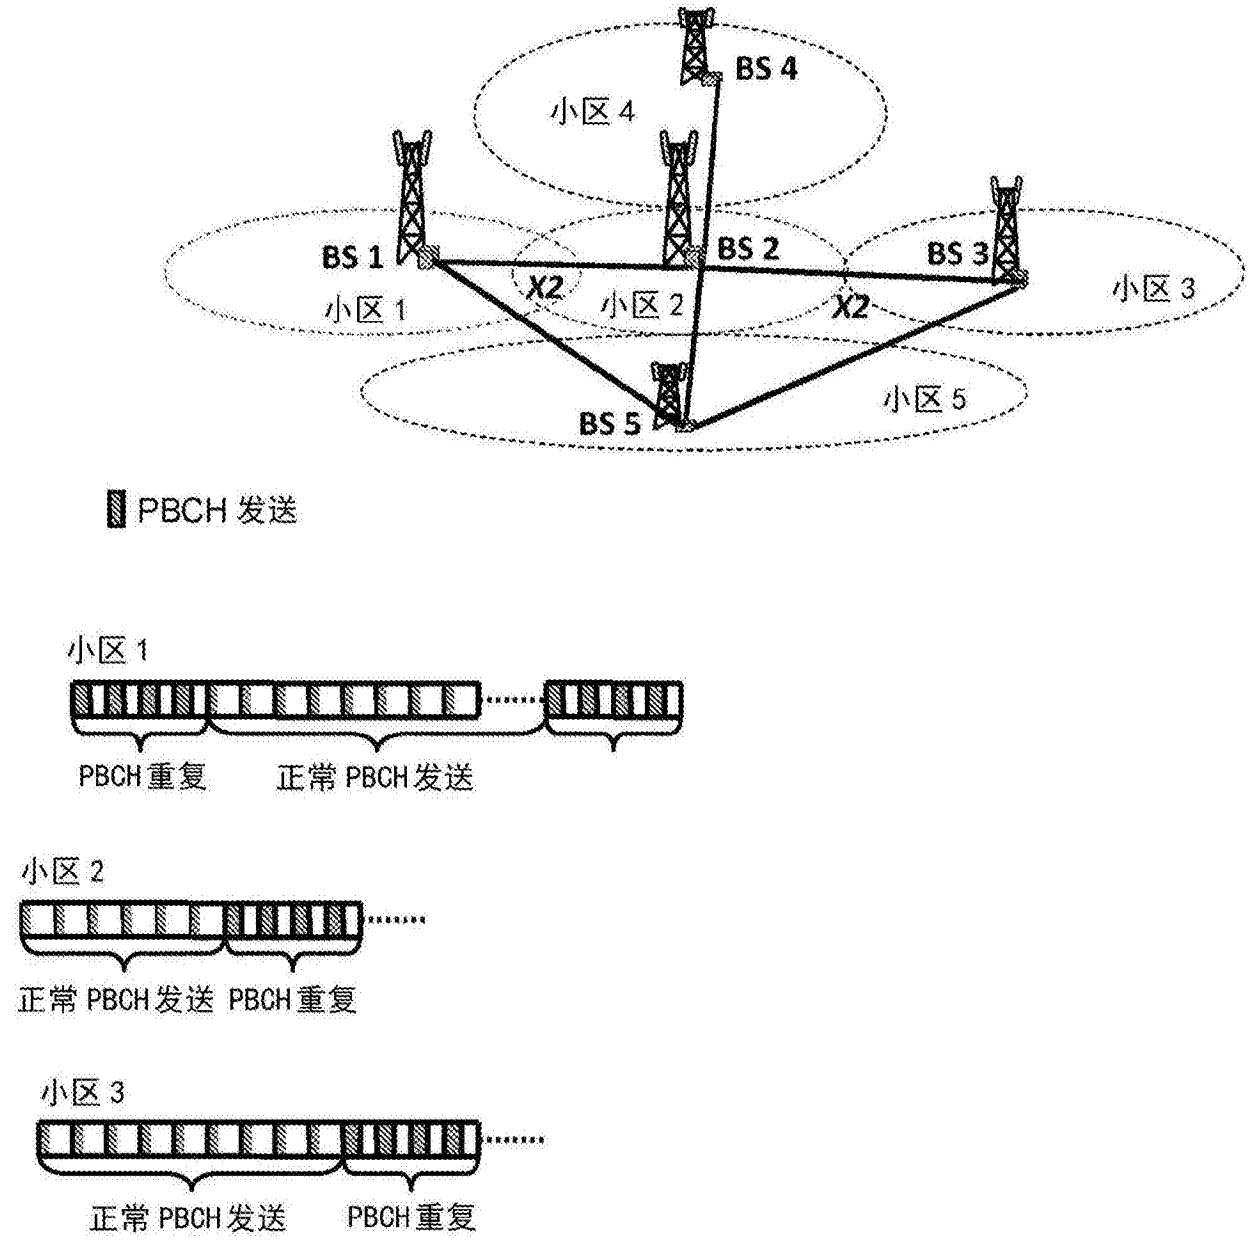 BS 4
小区 4
BS 1
BS 2
BS 3
X2
小区 1
小区 2
X2
小区 3
小区 5
BS 5
PBCH 发送
小区 1
PBCH 重复
正常 PBCH 发送
小区 2
正常 PBCH 发送
PBCH 重复
小区 3
正常 PBCH 发送
PBCH 重复